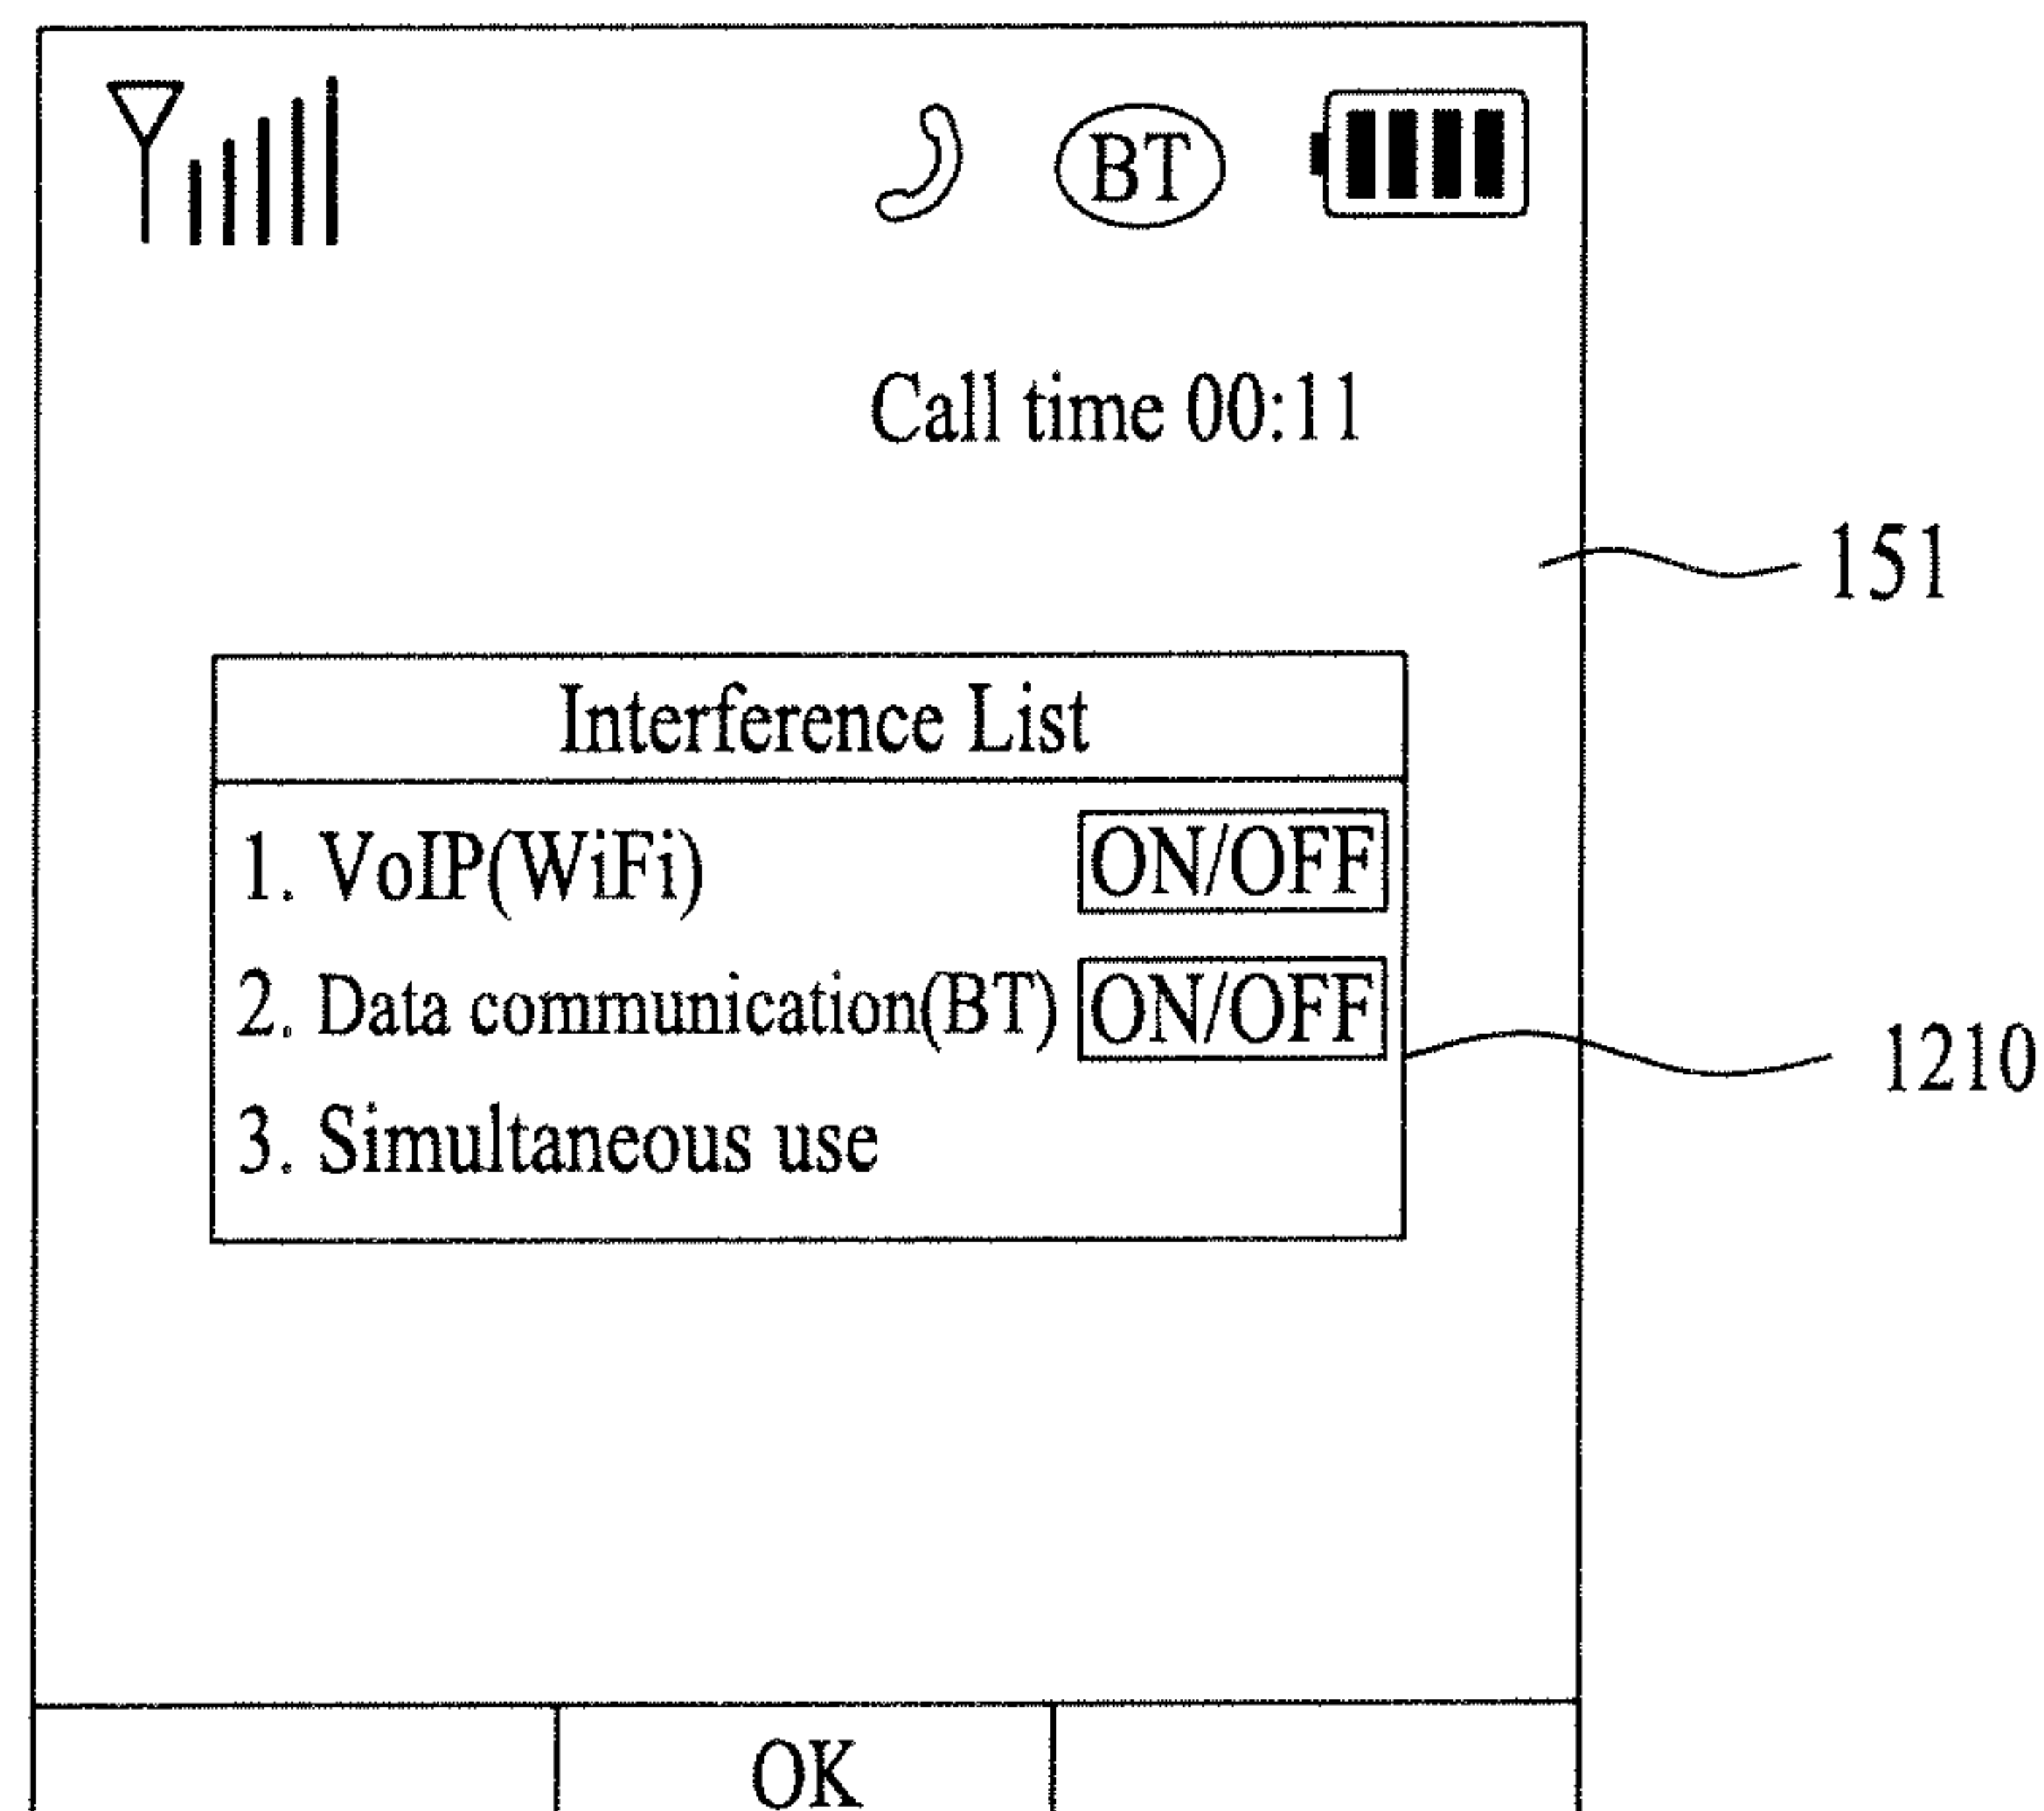 BT
Call time 00:11
151
Interference List
1. VoIP(WiFi) ON/OFF
2. Data communication(BT) ON/OFF
1210
3. Simultaneous use
OK